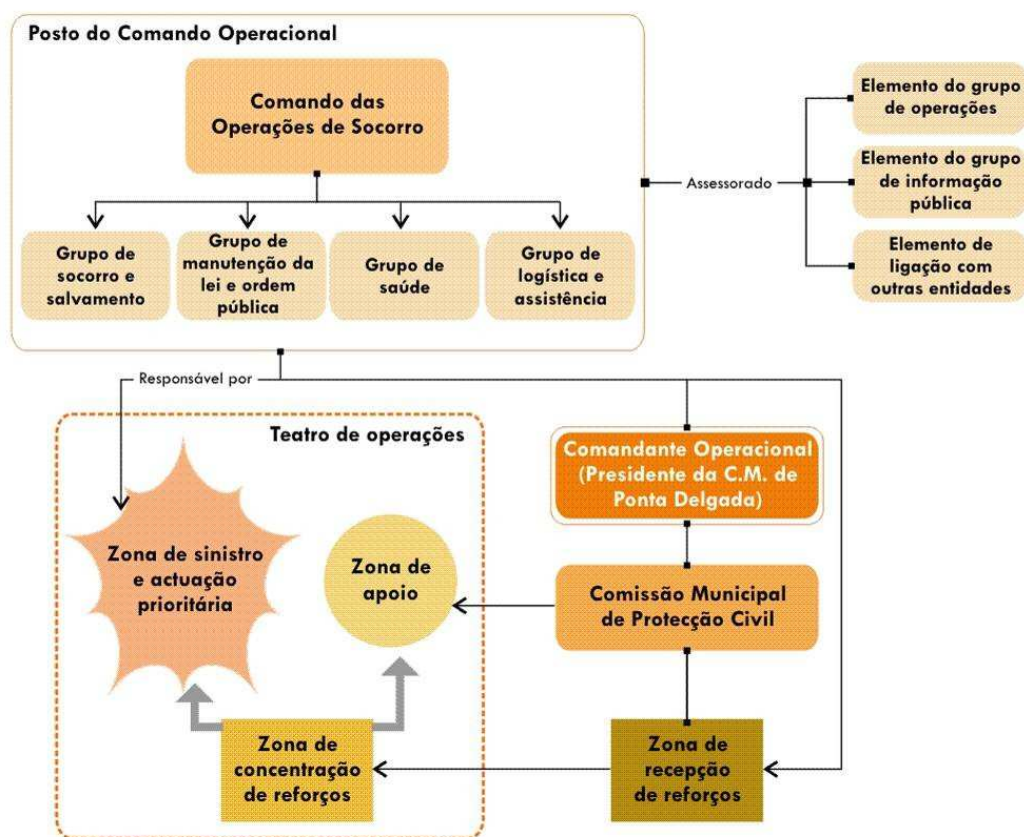 Posto do Comando Operacional
Comando das
Operações de Socorro
Grupo de
socorro e
salvamento
Grupo de
manutenção da
lei e ordem
pública
Grupo de
saúde
Grupo de
logística e
assistência
Assessorado
Elemento do grupo
de operações
Elemento do grupo
de informação
pública
Elemento de
ligação com
outras entidades
Responsável por
Teatro de operações
Zona de sinistro
e actuação
prioritária
Zona de
apoio
Comandante Operacional
(Presidente da C.M. de
Ponta Delgada)
Comissão Municipal
de Protecção Civil
Zona de
concentração
de reforços
Zona de
recepção
de reforços